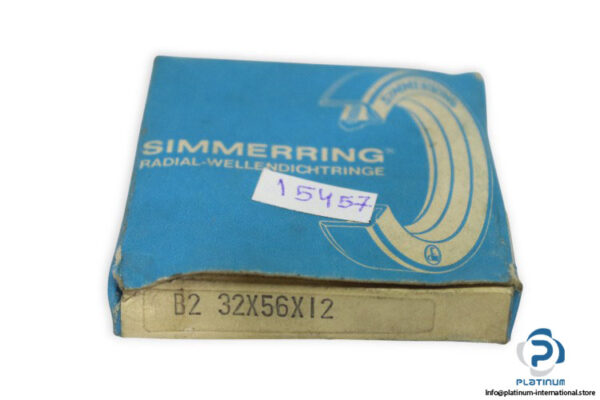 SIMMERRING
SIMMERRING
RADIAL-WELLENDICHTRINGE
15457
B2 32X56X12
PLATINUM
info@platinum-international.store